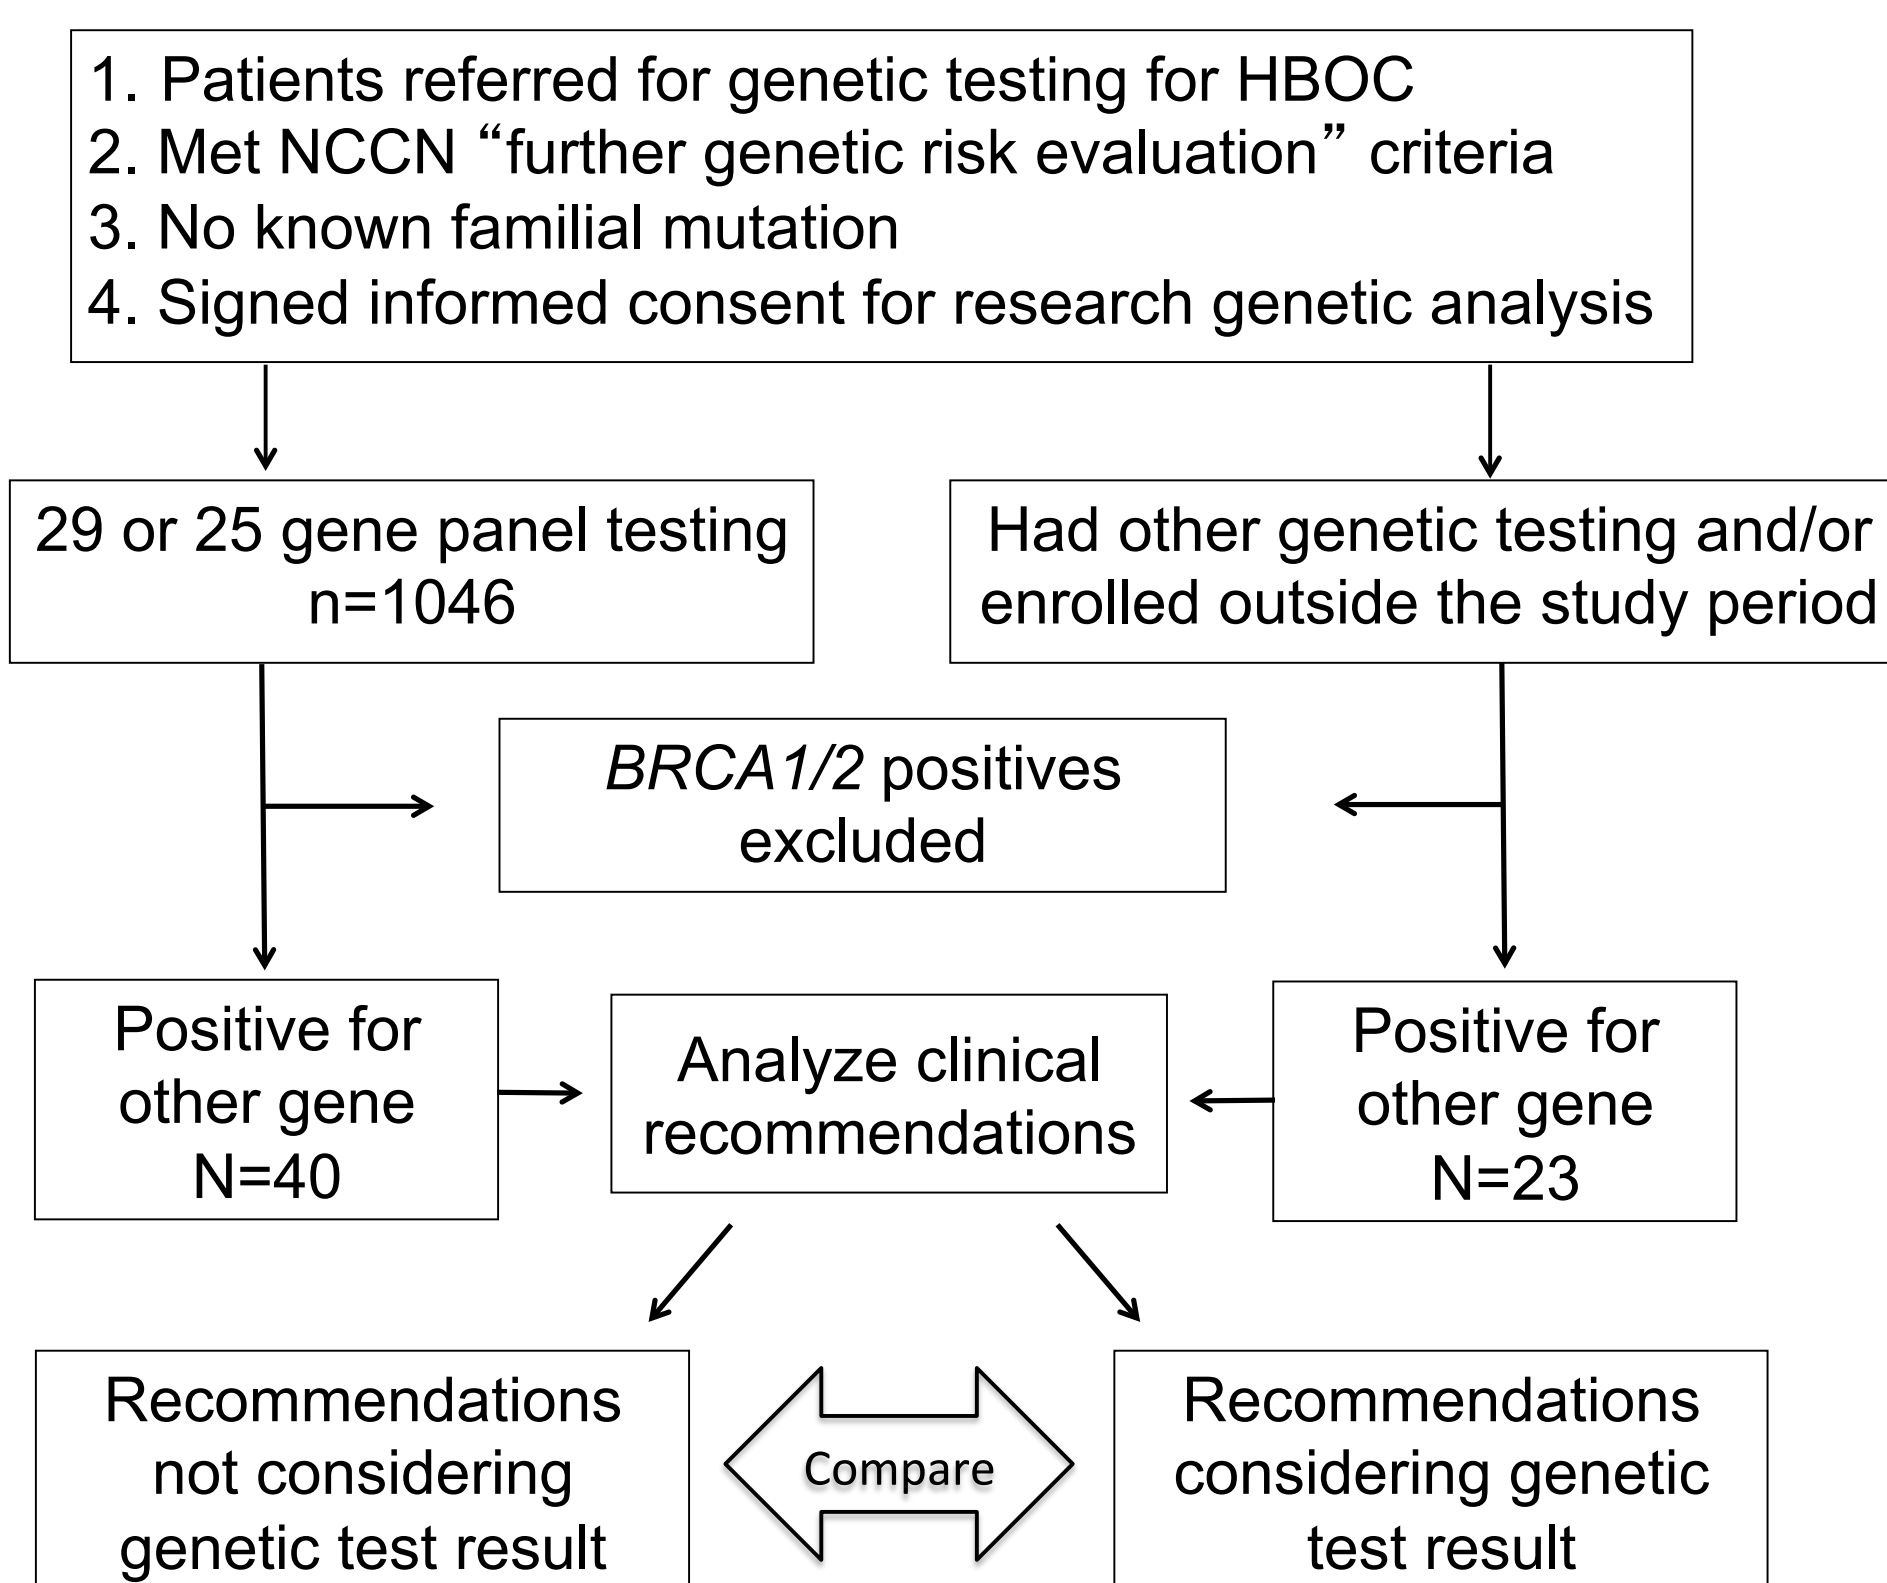 1. Patients referred for genetic testing for HBOC
2. Met NCCN “further genetic risk evaluation” criteria
3. No known familial mutation
4. Signed informed consent for research genetic analysis
29 or 25 gene panel testing
n=1046
Had other genetic testing and/or
enrolled outside the study period
BRCA1/2 positives
excluded
Positive for
other gene
N=40
Analyze clinical
recommendations
Positive for
other gene
N=23
Recommendations
not considering
genetic test result
Compare
Recommendations
considering genetic
test result